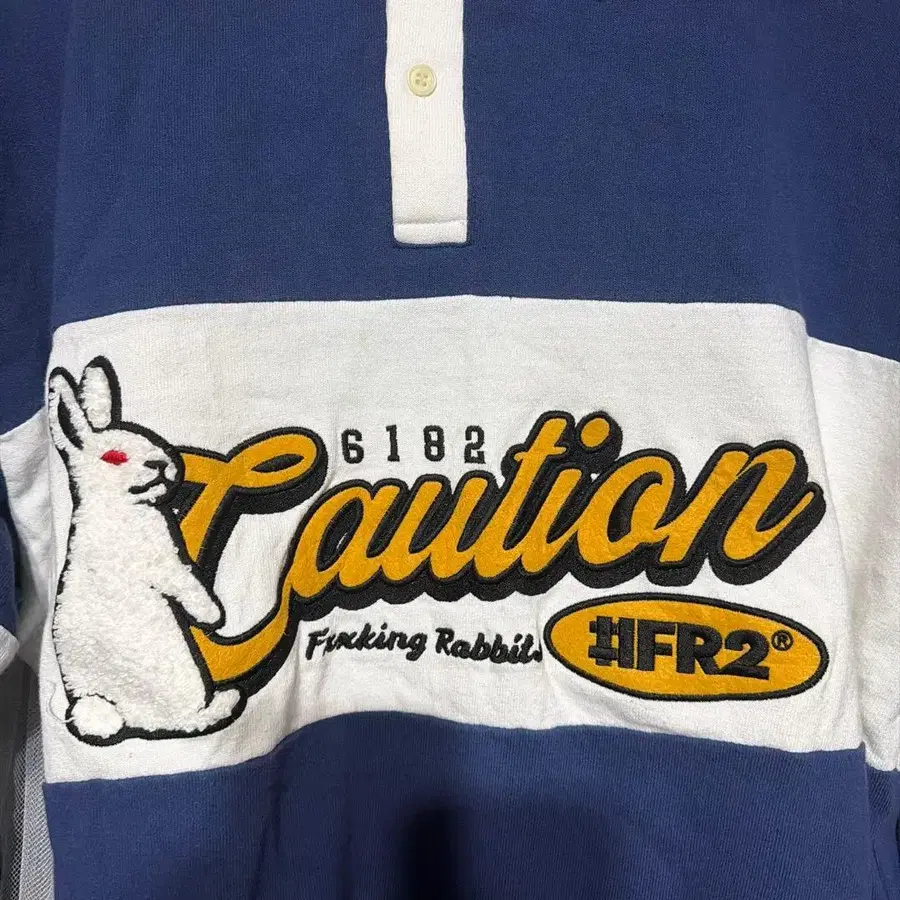 6182
Caution
Fxxking Rabbits
#FR2®